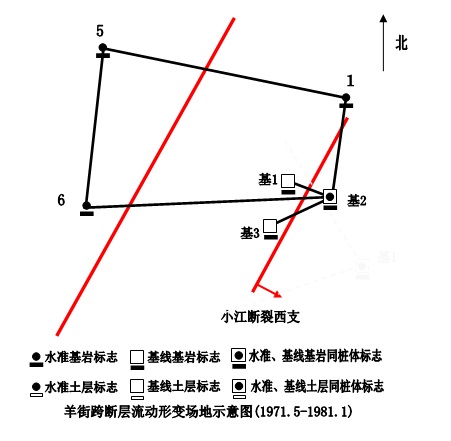 5
北
1
基1
6
基2
基3
小江断裂西支
水准基岩标志 基线基岩标志 水准、基线基岩同桩体标志
水准土层标志 基线土层标志 水准、基线土层同桩体标志
羊街跨断层流动形变场地示意图(1971.5-1981.1)